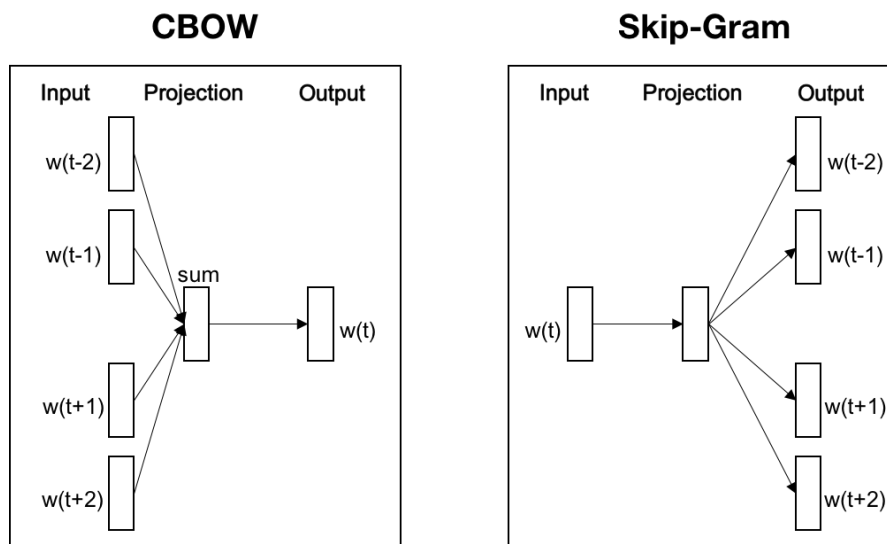 CBOW
Input Projection Output
w(t-2)
w(t-1)
sum
w(t)
w(t+1)
w(t+2)
Skip-Gram
Input Projection Output
w(t-2)
w(t-1)
w(t)
w(t+1)
w(t+2)